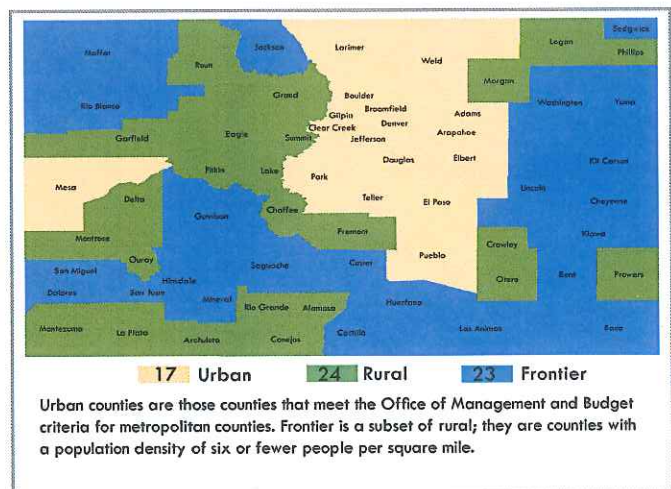 Moffat
Routt
Jackson
Larimer
Weld
Logan
Sedgwick
Phillips
Morgan
Rio Blanco
Grand
Boulder
Broomfield
Gilpin
Clear Creek
Denver
Adams
Washington
Yuma
Garfield
Eagle
Summit
Jefferson
Arapahoe
Douglas
Elbert
Kit Carson
Mesa
Pitkin
Lake
Park
Lincoln
Cheyenne
Delta
Gunnison
Chaffee
Teller
El Paso
Kiowa
Montrose
Fremont
Crowley
Ouray
Pueblo
San Miguel
Hinsdale
Saguache
Custer
Otero
Bent
Prowers
Dolores
San Juan
Mineral
Rio Grande
Alamosa
Huerfano
Montezuma
La Plata
Archuleta
Conejos
Costilla
Las Animas
Baca
17 Urban 24 Rural 23 Frontier
Urban counties are those counties that meet the Office of Management and Budget
criteria for metropolitan counties. Frontier is a subset of rural; they are counties with
a population density of six or fewer people per square mile.